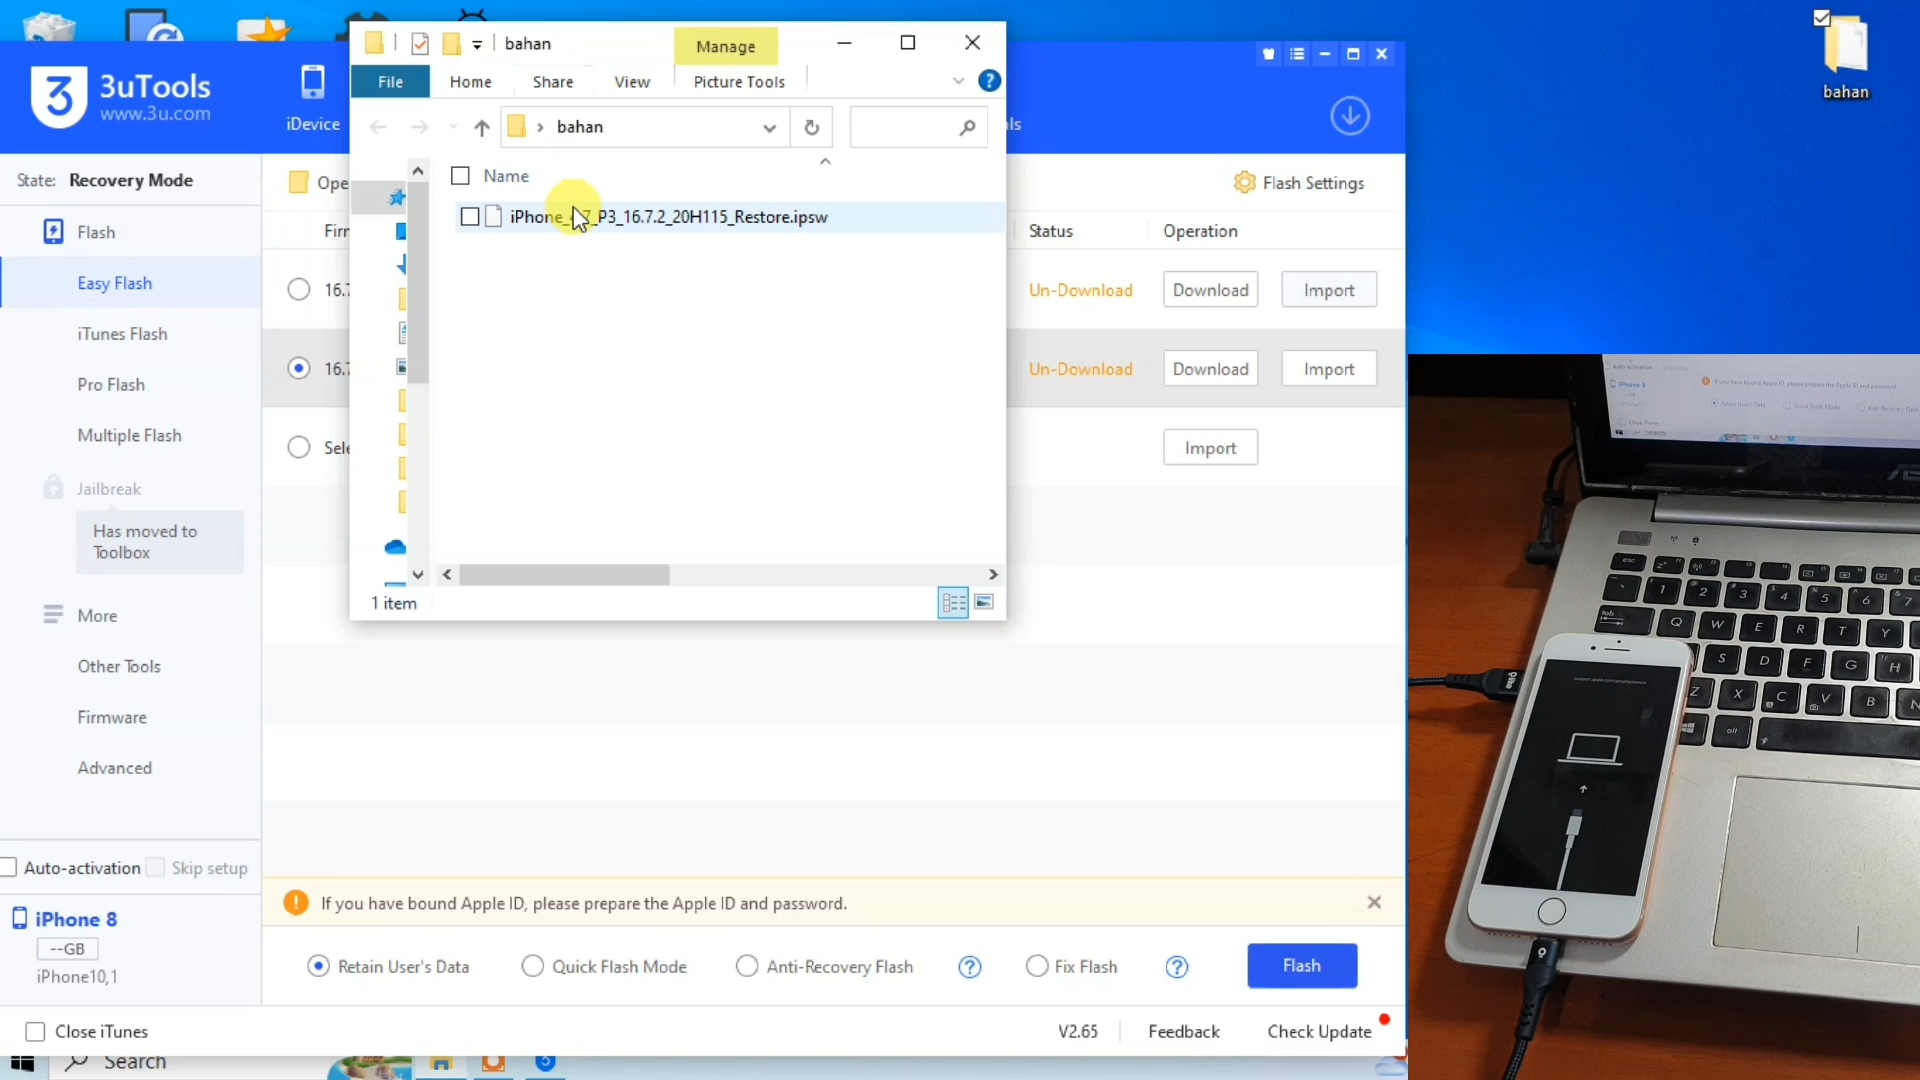 bahan
Manage
File
Home
Share
View
Picture Tools
bahan
Name
iPhone_4.7_P3_16.7.2_20H115_Restore.ipsw
1 item
bahan
3uTools
www.3u.com
iDevice
State: Recovery Mode
Flash
Easy Flash
iTunes Flash
Pro Flash
Multiple Flash
Jailbreak
Has moved to
Toolbox
More
Other Tools
Firmware
Advanced
Auto-activation
Skip setup
iPhone 8
--GB
iPhone10,1
Close iTunes
Flash Settings
Status
Operation
Un-Download
Download
Import
Un-Download
Download
Import
Import
If you have bound Apple ID, please prepare the Apple ID and password.
Retain User's Data
Quick Flash Mode
Anti-Recovery Flash
Fix Flash
Flash
V2.65
Feedback
Check Update
Search